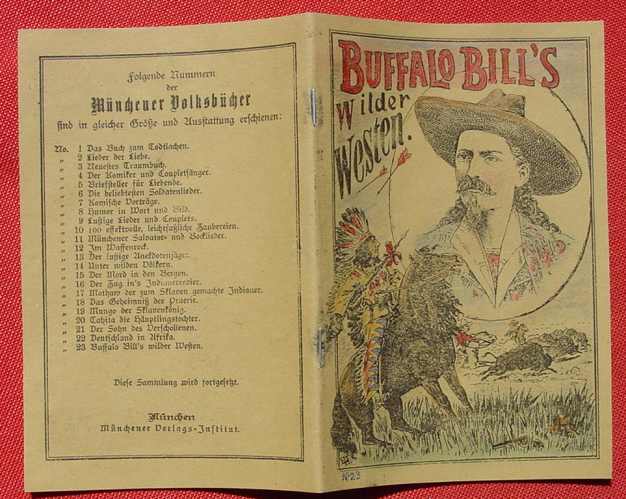 Folgende Nummern
der
Münchener Volksbücher
sind in gleicher Größe und Ausstattung erschienen:
No. 1 Das Buch zum Todtlachen.
" 2 Lieder der Liebe.
" 3 Neuestes Traumbuch.
" 4 Der Komiker und Coupletsänger.
" 5 Briefsteller für Liebende.
" 6 Die beliebtesten Soldatenlieder.
" 7 Komische Vorträge.
" 8 Humor in Wort und Bild.
" 9 Lustige Lieder und Couplets.
" 10 100 effektvolle, leichtfaßliche Zaubereien.
" 11 Münchener Salvator- und Bocklieder.
" 12 Im Waffenrock.
" 13 Der lustige Anekdotenjäger.
" 14 Unter wilden Völkern.
" 15 Der Mord in den Bergen.
" 16 Der Zug in's Indianerrevier.
" 17 der zum Sklaven gemachte Indianer.
" 18 Das Geheimniß der Prärie.
" 19 Mungo der Sklavenkönig.
" 20 Cahita die Häuptlingstochter.
" 21 Der Sohn des Verschollenen.
" 22 Deutschland in Afrika.
" 23 Buffalo Bill's wilder Westen.
Diese Sammlung wird fortgesetzt.
München
Münchener Verlags-Institut.
BUFFALO BILL'S
Wilder
Westen.
No 23